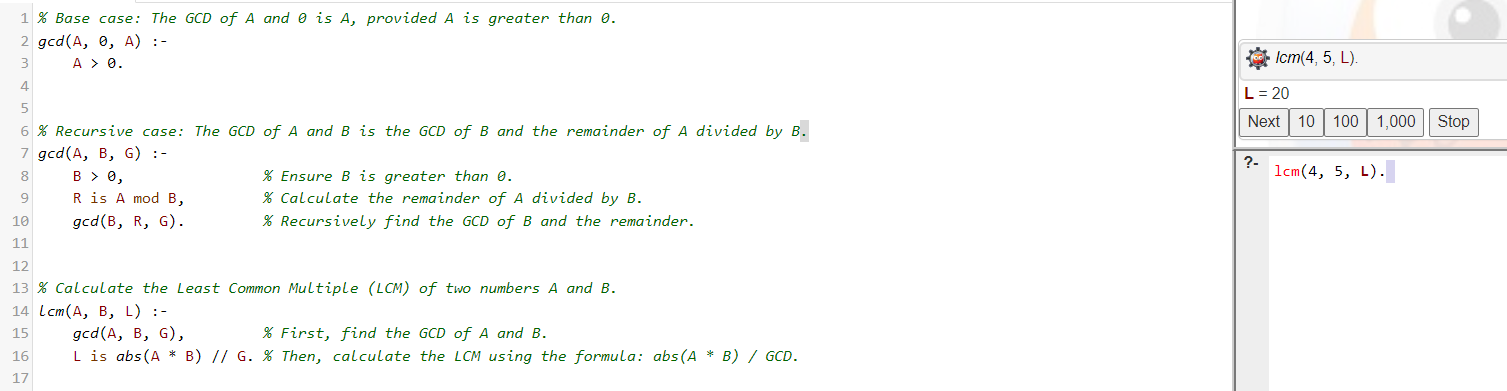 1 % Base case: The GCD of A and 0 is A, provided A is greater than 0.
2 gcd(A, 0, A) :-
3     A > 0.
4
5
6 % Recursive case: The GCD of A and B is the GCD of B and the remainder of A divided by B.
7 gcd(A, B, G) :-
8     B > 0,               % Ensure B is greater than 0.
9     R is A mod B,        % Calculate the remainder of A divided by B.
10     gcd(B, R, G).        % Recursively find the GCD of B and the remainder.
11
12
13 % Calculate the Least Common Multiple (LCM) of two numbers A and B.
14 lcm(A, B, L) :-
15     gcd(A, B, G),        % First, find the GCD of A and B.
16     L is abs(A * B) // G. % Then, calculate the LCM using the formula: abs(A * B) / GCD.
17
lcm(4, 5, L).
L = 20
Next 10 100 1,000 Stop
?- lcm(4, 5, L).